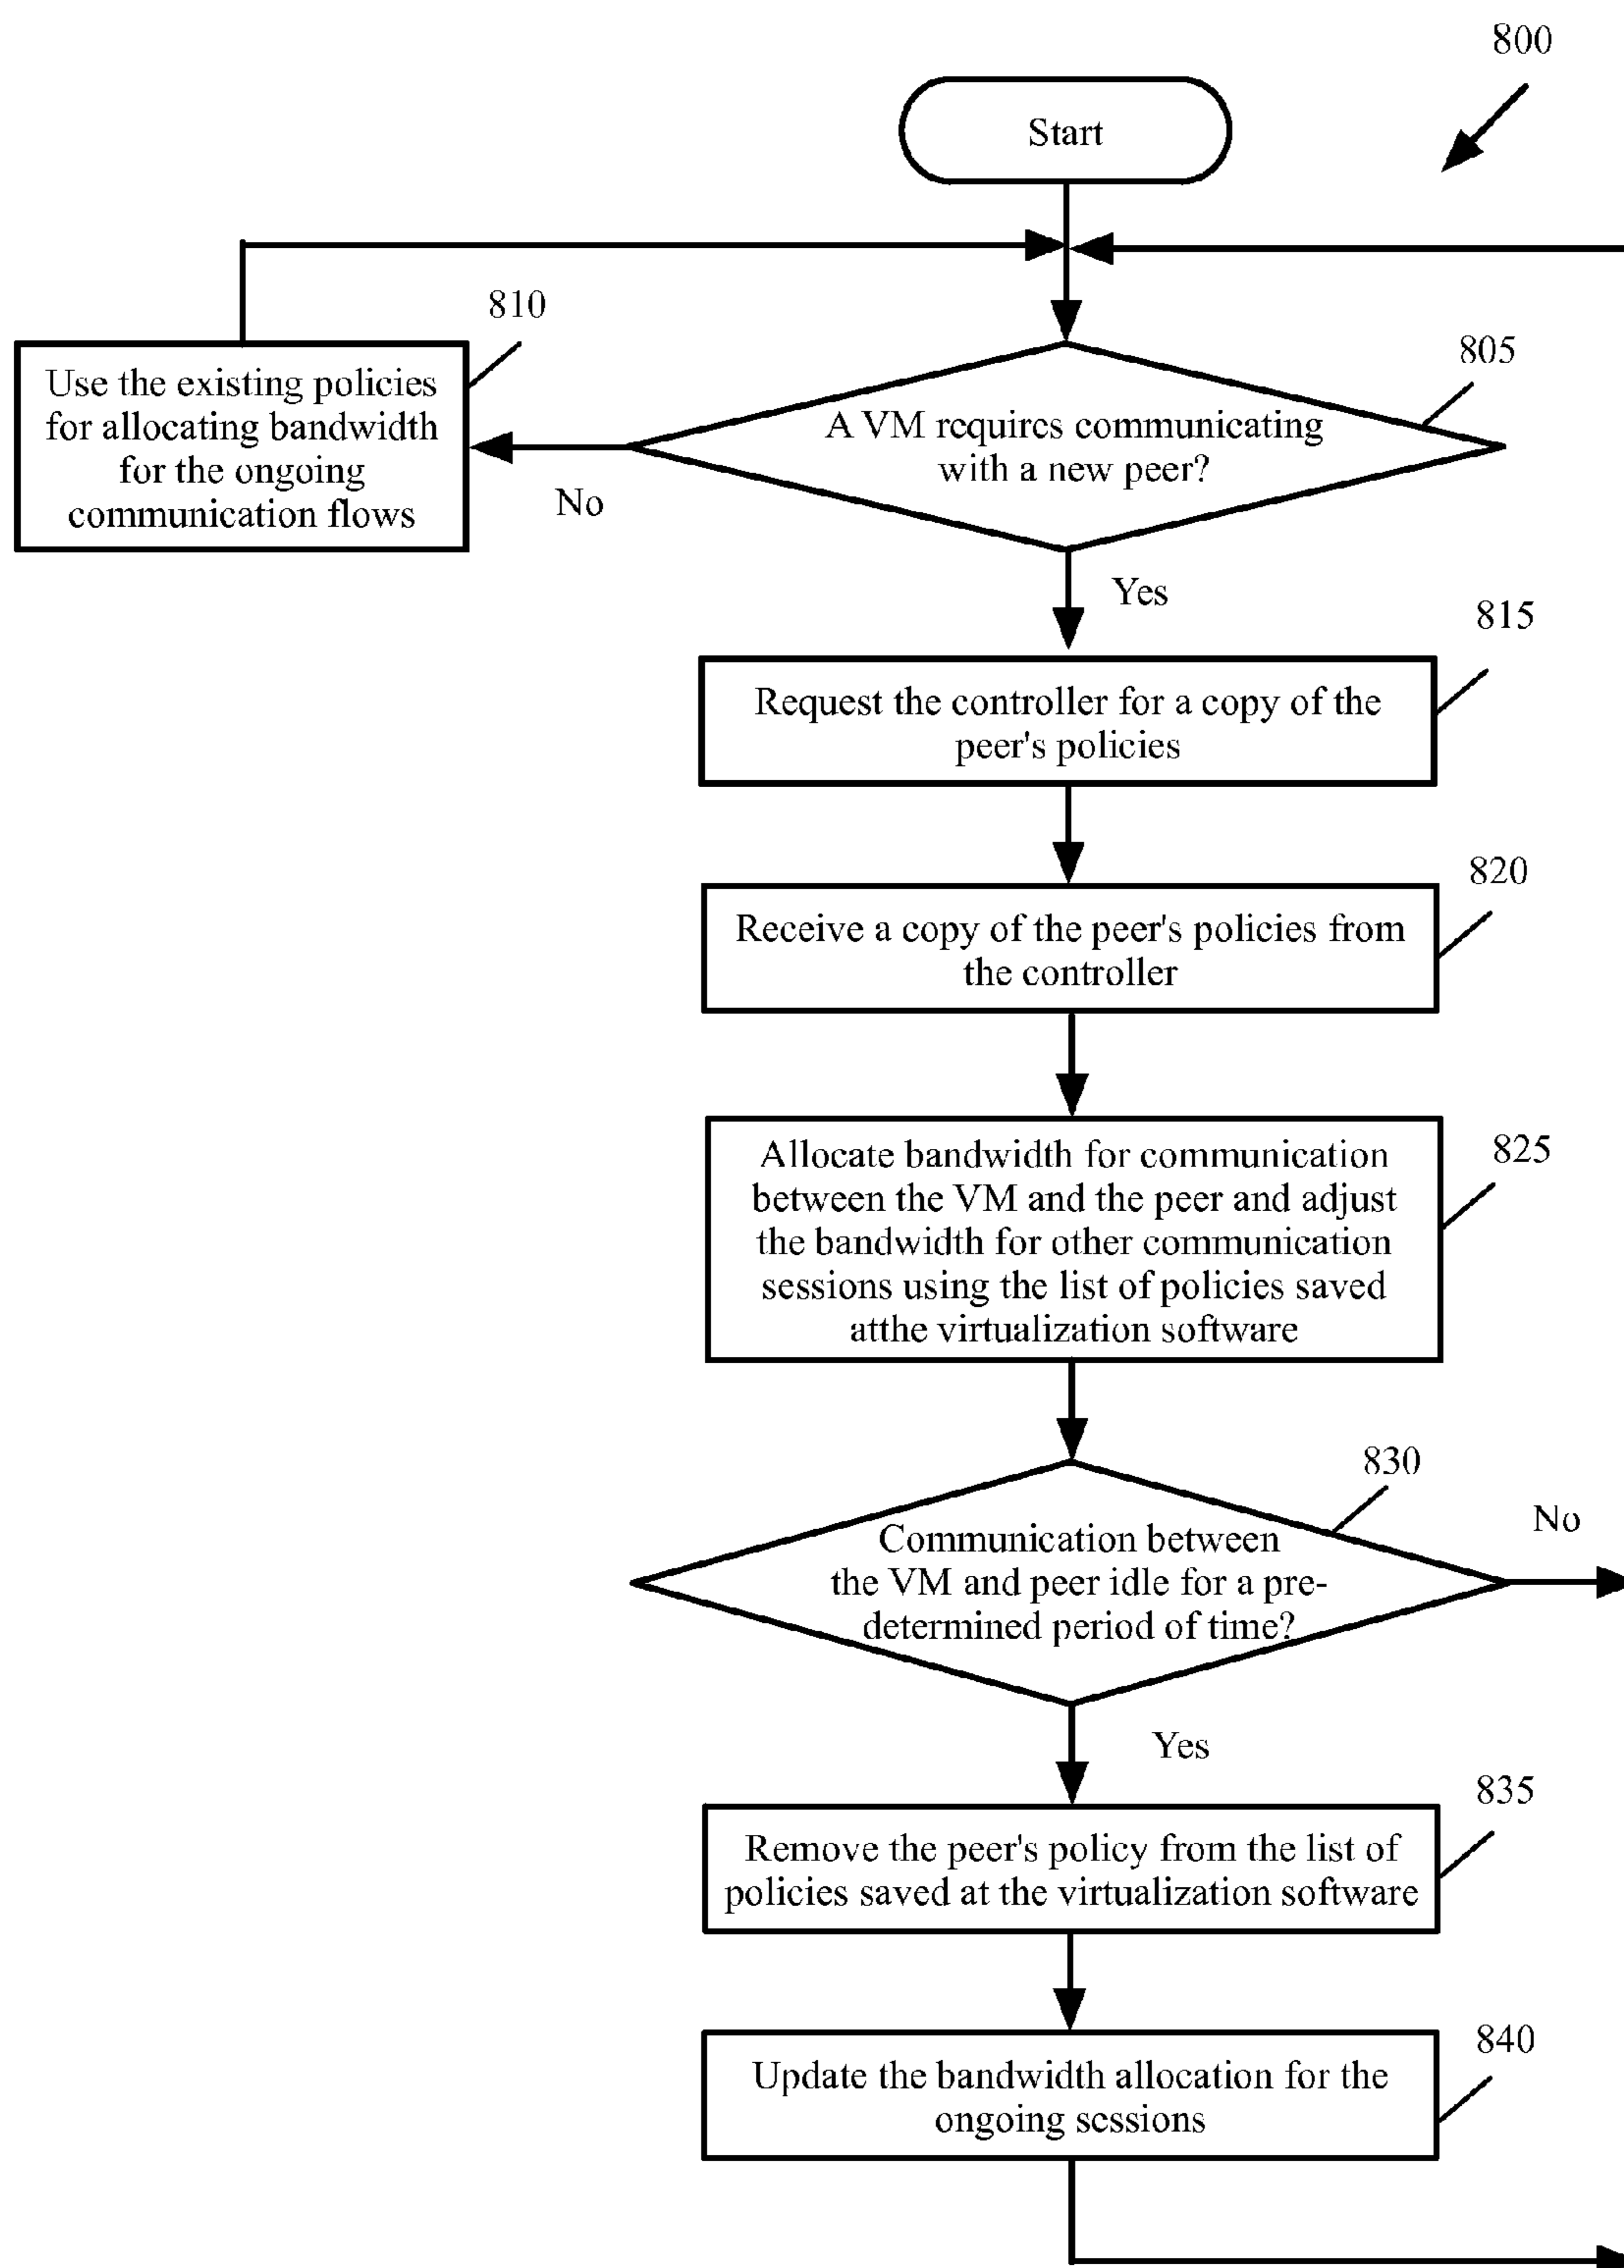 800
Start
810
805
Use the existing policies
for allocating bandwidth
for the ongoing
communication flows
A VM requires communicating
with a new peer?
No
Yes
815
Request the controller for a copy of the
peer's policies
820
Receive a copy of the peer's policies from
the controller
825
Allocate bandwidth for communication
between the VM and the peer and adjust
the bandwidth for other communication
sessions using the list of policies saved
atthe virtualization software
830
No
Communication between
the VM and peer idle for a pre-
determined period of time?
Yes
835
Remove the peer's policy from the list of
policies saved at the virtualization software
840
Update the bandwidth allocation for the
ongoing sessions